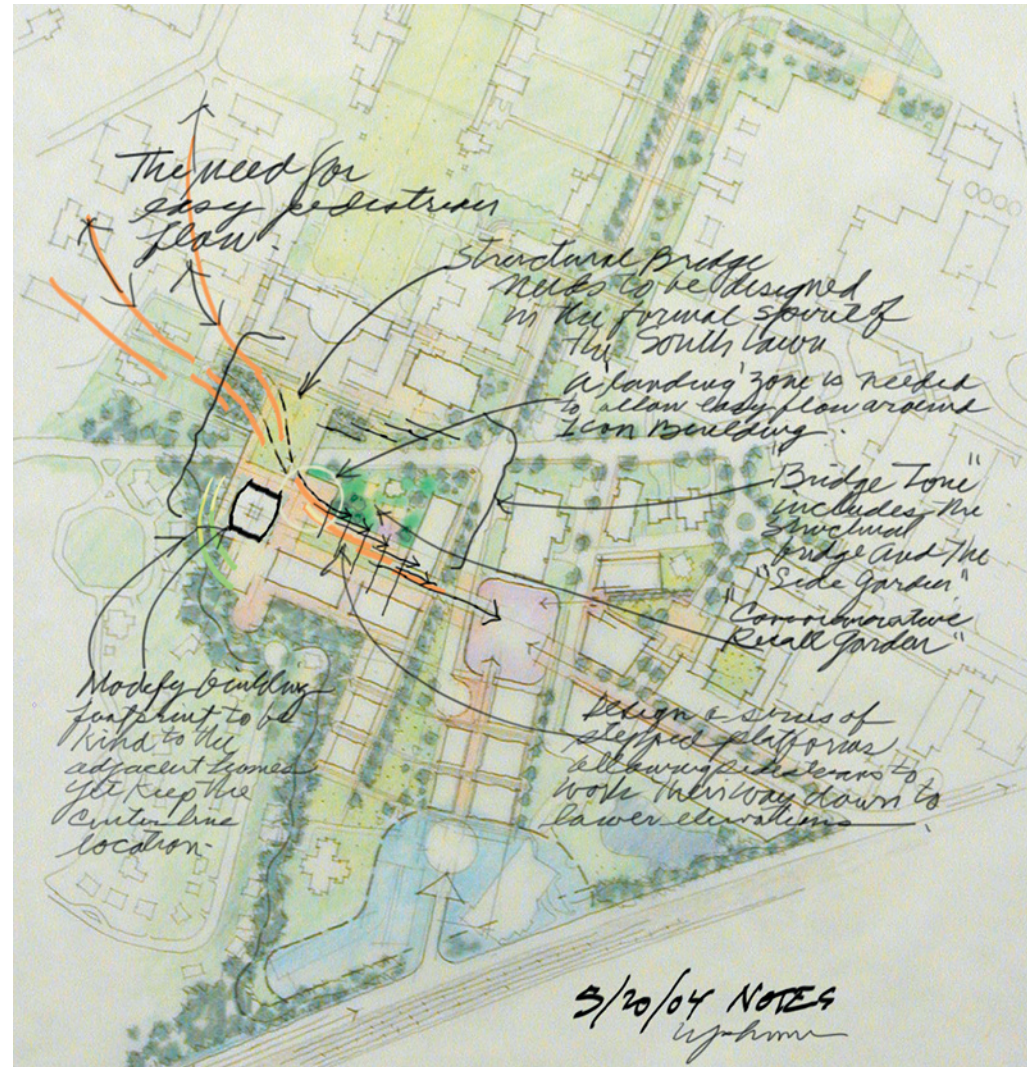 The need for
easy pedestrian
flow.
Structural Bridge
needs to be designed
in the formal spirit of
the South Lawn
A 'landing' zone is needed
to allow easy flow around
Icon Building.
"Bridge Zone"
includes the
structural
bridge and the
"Side Garden"
"Commemorative
Recall Garden"
Modify building
footprint to be
kind to the
adjacent homes
yet keep the
center line
location.
Design a series of
stepped platforms
allowing pedestrians to
work their way down to
lower elevations
3/20/04 NOTES